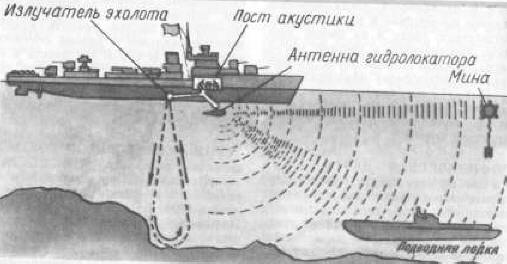 Излучатель эхолота
Пост акустики
Антенна гидролокатора
Мина
Подводная лодка